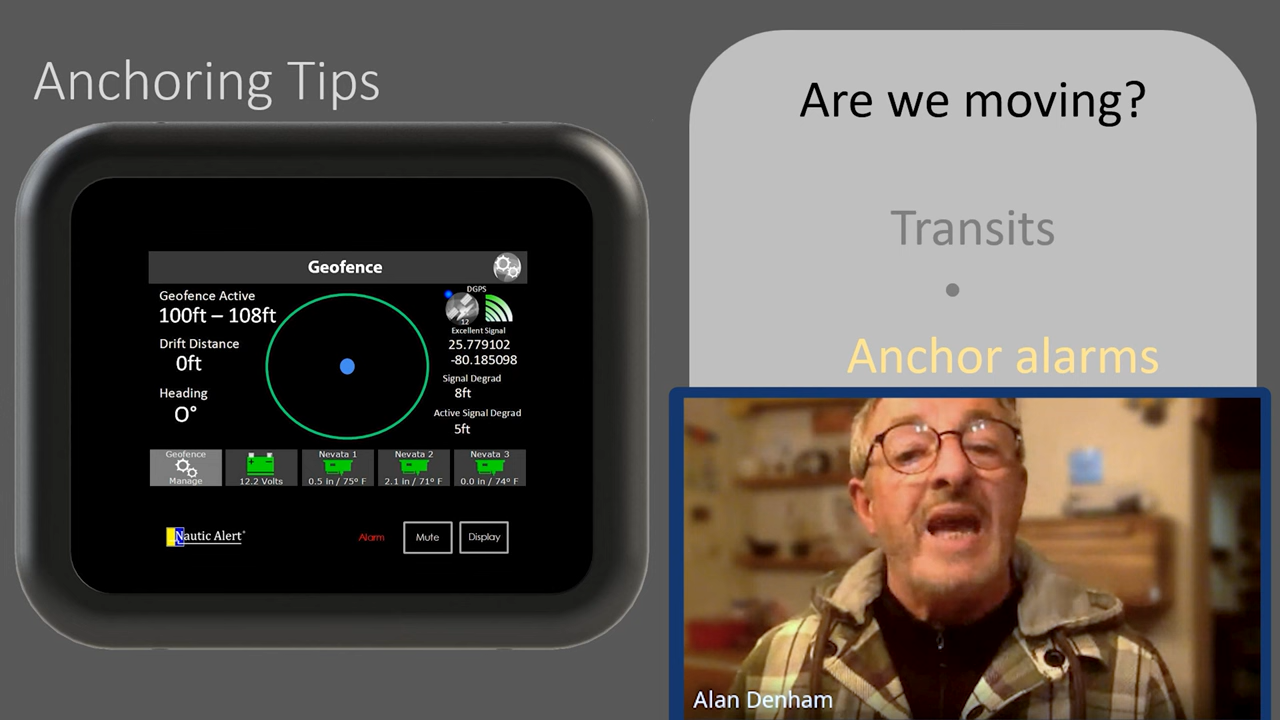 Anchoring Tips
Geofence
Geofence Active
100ft – 108ft
Drift Distance
0ft
Heading
O°
DGPS
12
Excellent Signal
25.779102
-80.185098
Signal Degrad
8ft
Active Signal Degrad
5ft
Geofence
Manage
12.2 Volts
Nevata 1
0.5 in / 75° F
Nevata 2
2.1 in / 71° F
Nevata 3
0.0 in / 74° F
Nautic Alert®
Alarm
Mute
Display
Are we moving?
Transits
•
Anchor alarms
Alan Denham